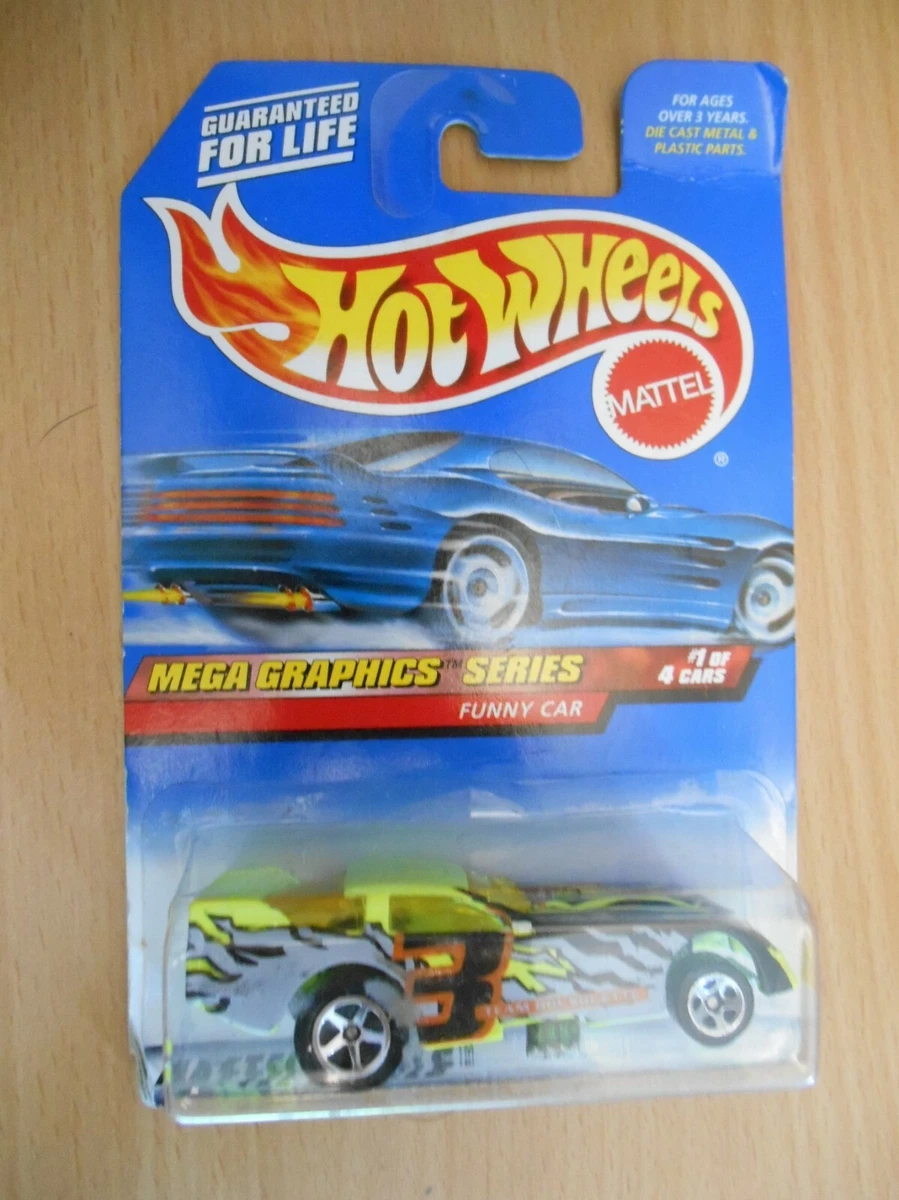 GUARANTEED
FOR LIFE
FOR AGES
OVER 3 YEARS.
DIE CAST METAL &
PLASTIC PARTS.
HOT WHEELS
MATTEL
®
MEGA GRAPHICS™ SERIES
#1 OF
4 CARS
FUNNY CAR
3